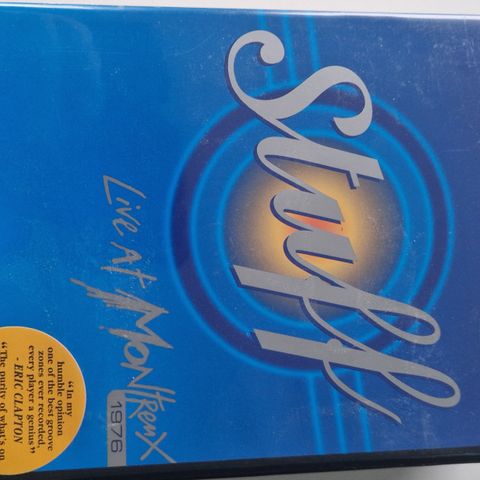 Stuff
Live At Montreux
1976
“In my
humble opinion
one of the best groove
zones ever recorded,
every player a genius”
- ERIC CLAPTON
“The purity of what's on